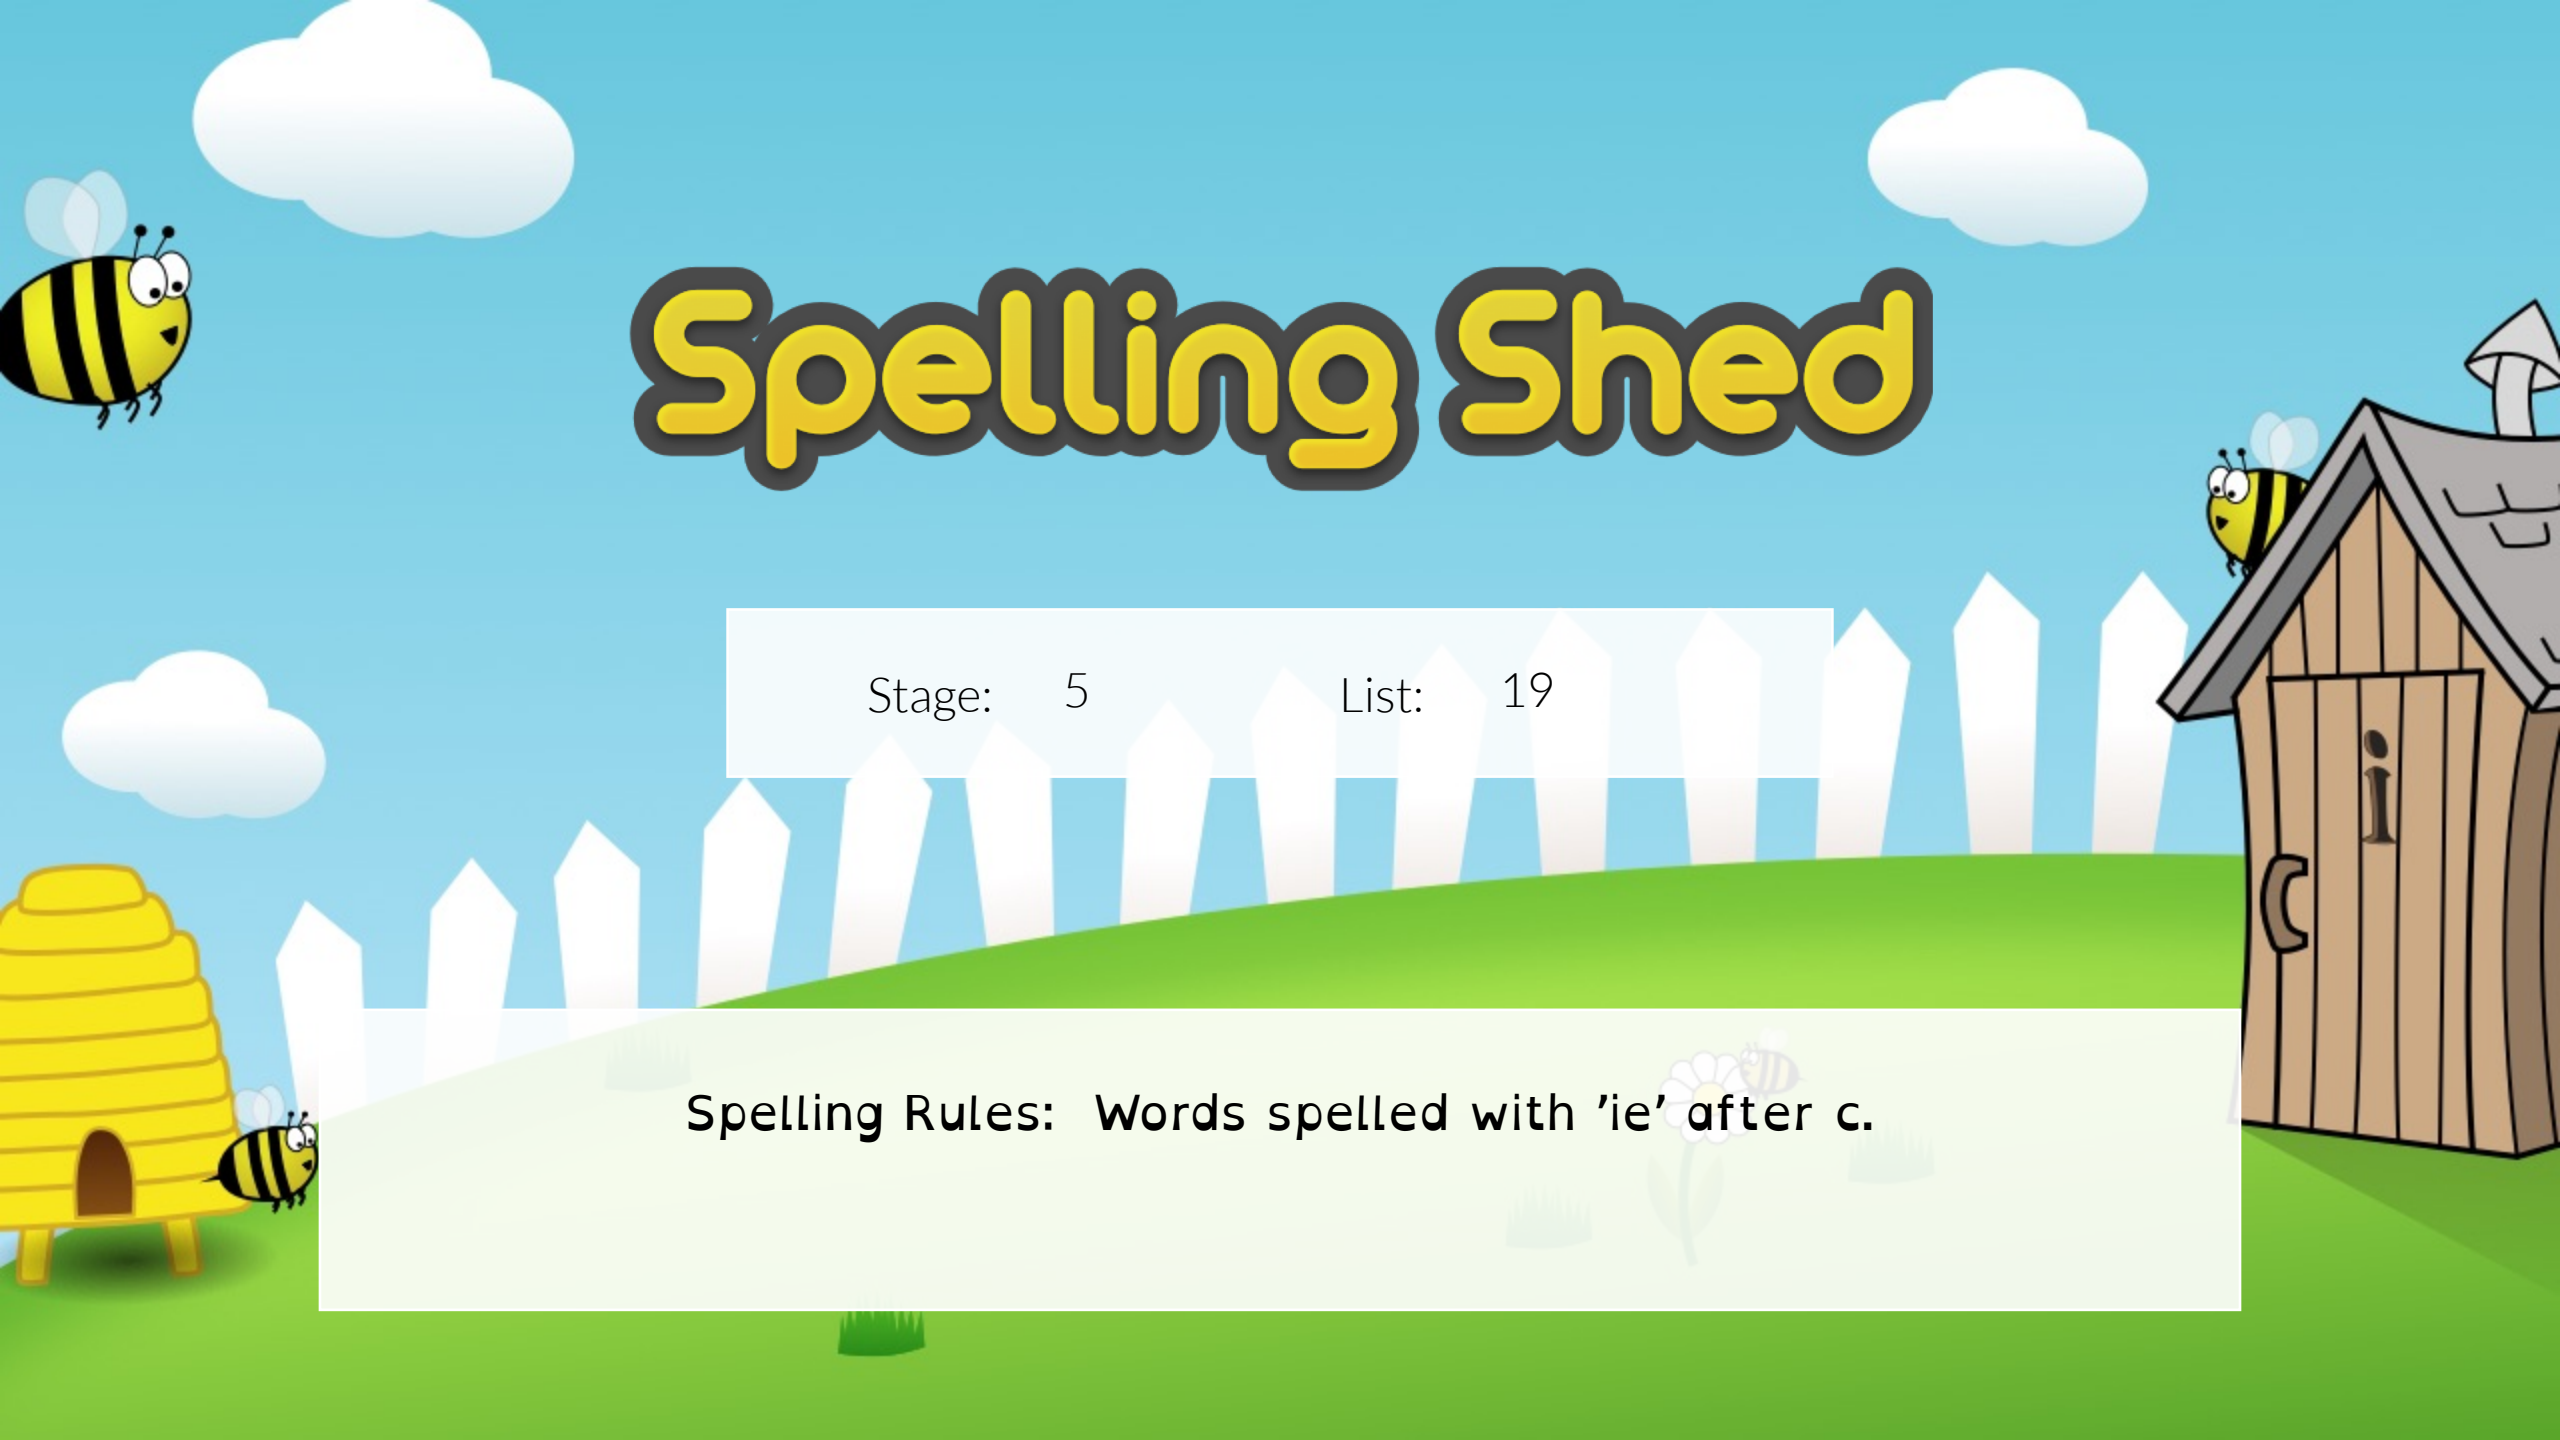 Spelling Shed
Stage: 5 List: 19
i
Spelling Rules: Words spelled with 'ie' after c.